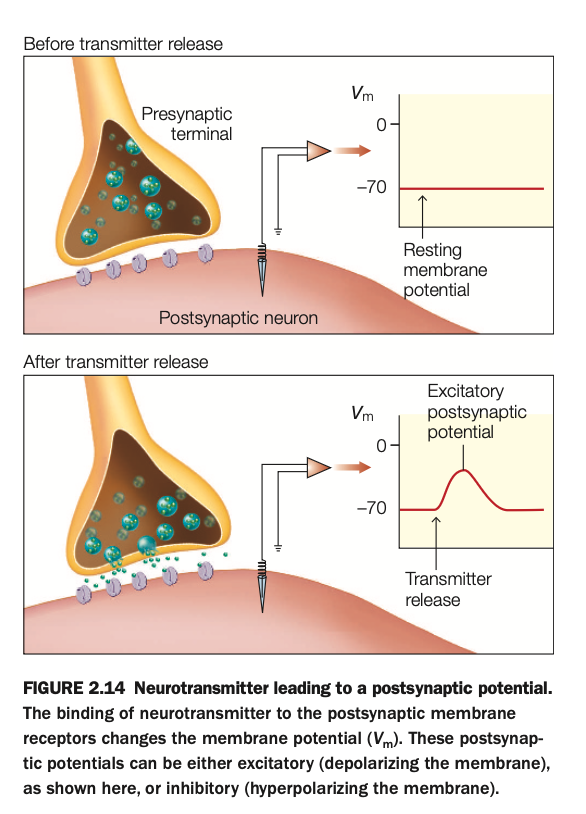 Before transmitter release
Presynaptic
terminal
Vm
0
–70
Resting
membrane
potential
Postsynaptic neuron
After transmitter release
Excitatory
postsynaptic
potential
Vm
0
–70
Transmitter
release
FIGURE 2.14 Neurotransmitter leading to a postsynaptic potential.
The binding of neurotransmitter to the postsynaptic membrane
receptors changes the membrane potential (Vm). These postsynap-
tic potentials can be either excitatory (depolarizing the membrane),
as shown here, or inhibitory (hyperpolarizing the membrane).